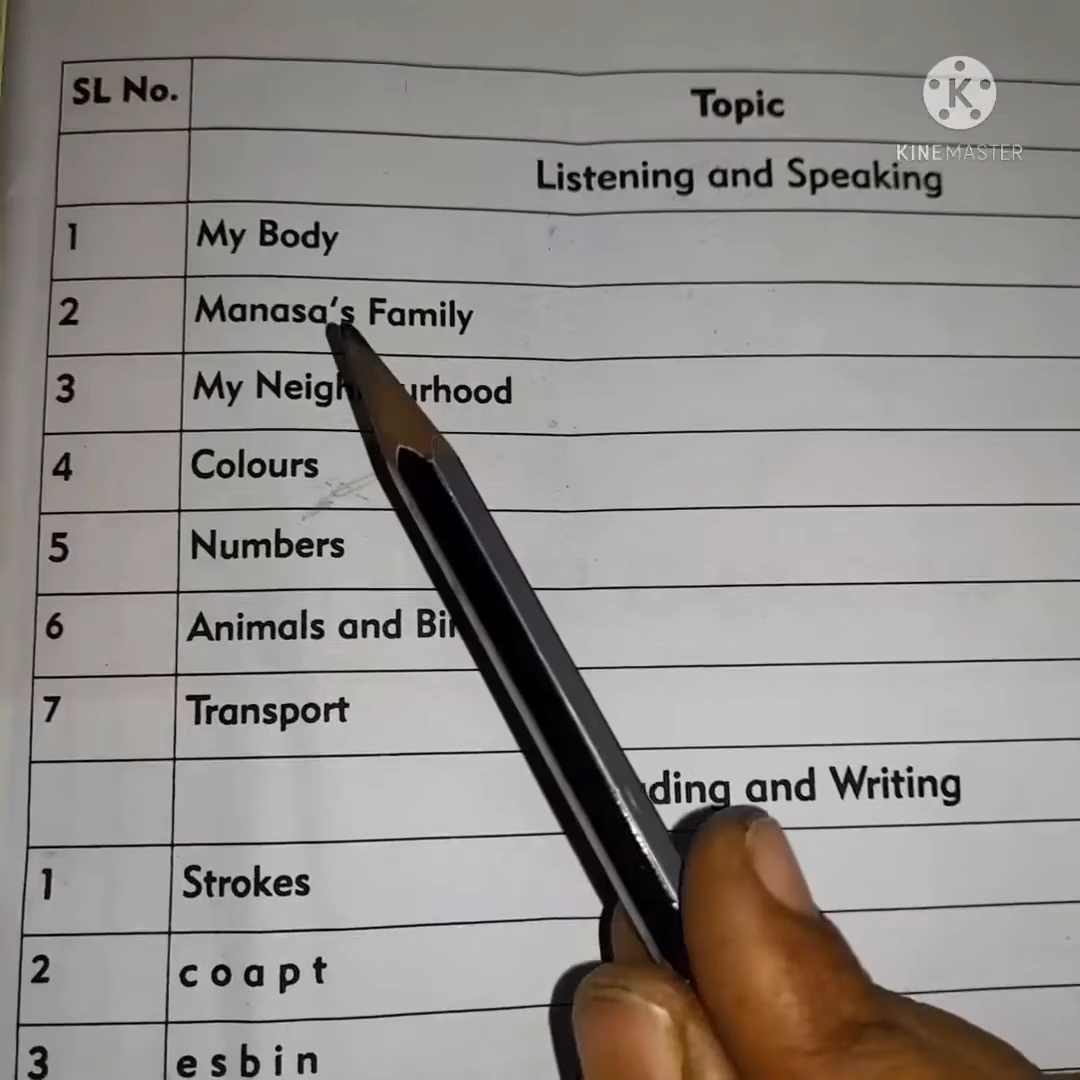 SL No. Topic
K
KINEMASTER
Listening and Speaking
1 My Body
2 Manasa's Family
3 My Neigh urhood
4 Colours
5 Numbers
6 Animals and Bi
7 Transport
ding and Writing
1 Strokes
2 c o a p t
3 e s b i n